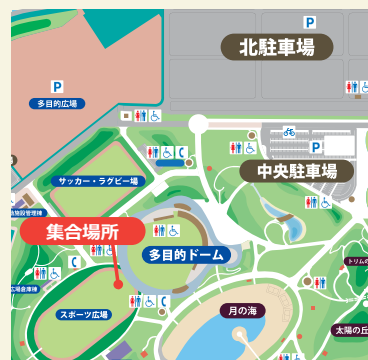 P
北駐車場
P
多目的広場
P
中央駐車場
サッカー・ラグビー場
集合場所
多目的ドーム
スポーツ広場
月の海
太陽の丘